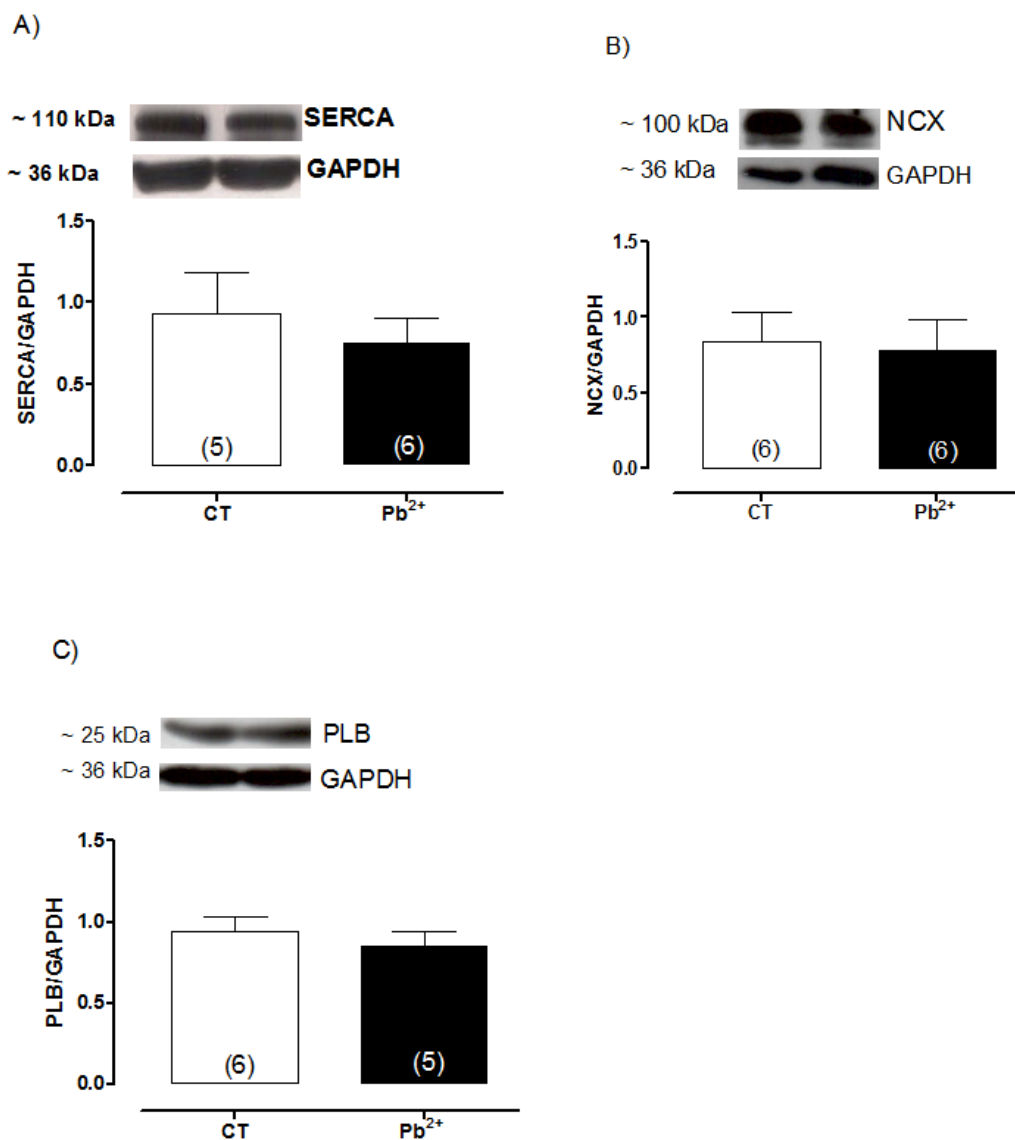 A)
~ 110 kDa SERCA
~ 36 kDa GAPDH
1.5
1.0
0.5
0.0
SERCA/GAPDH
(5) (6)
CT Pb²⁺
B)
~ 100 kDa NCX
~ 36 kDa GAPDH
1.5
1.0
0.5
0.0
NCX/GAPDH
(6) (6)
CT Pb²⁺
C)
~ 25 kDa PLB
~ 36 kDa GAPDH
1.5
1.0
0.5
0.0
PLB/GAPDH
(6) (5)
CT Pb²⁺